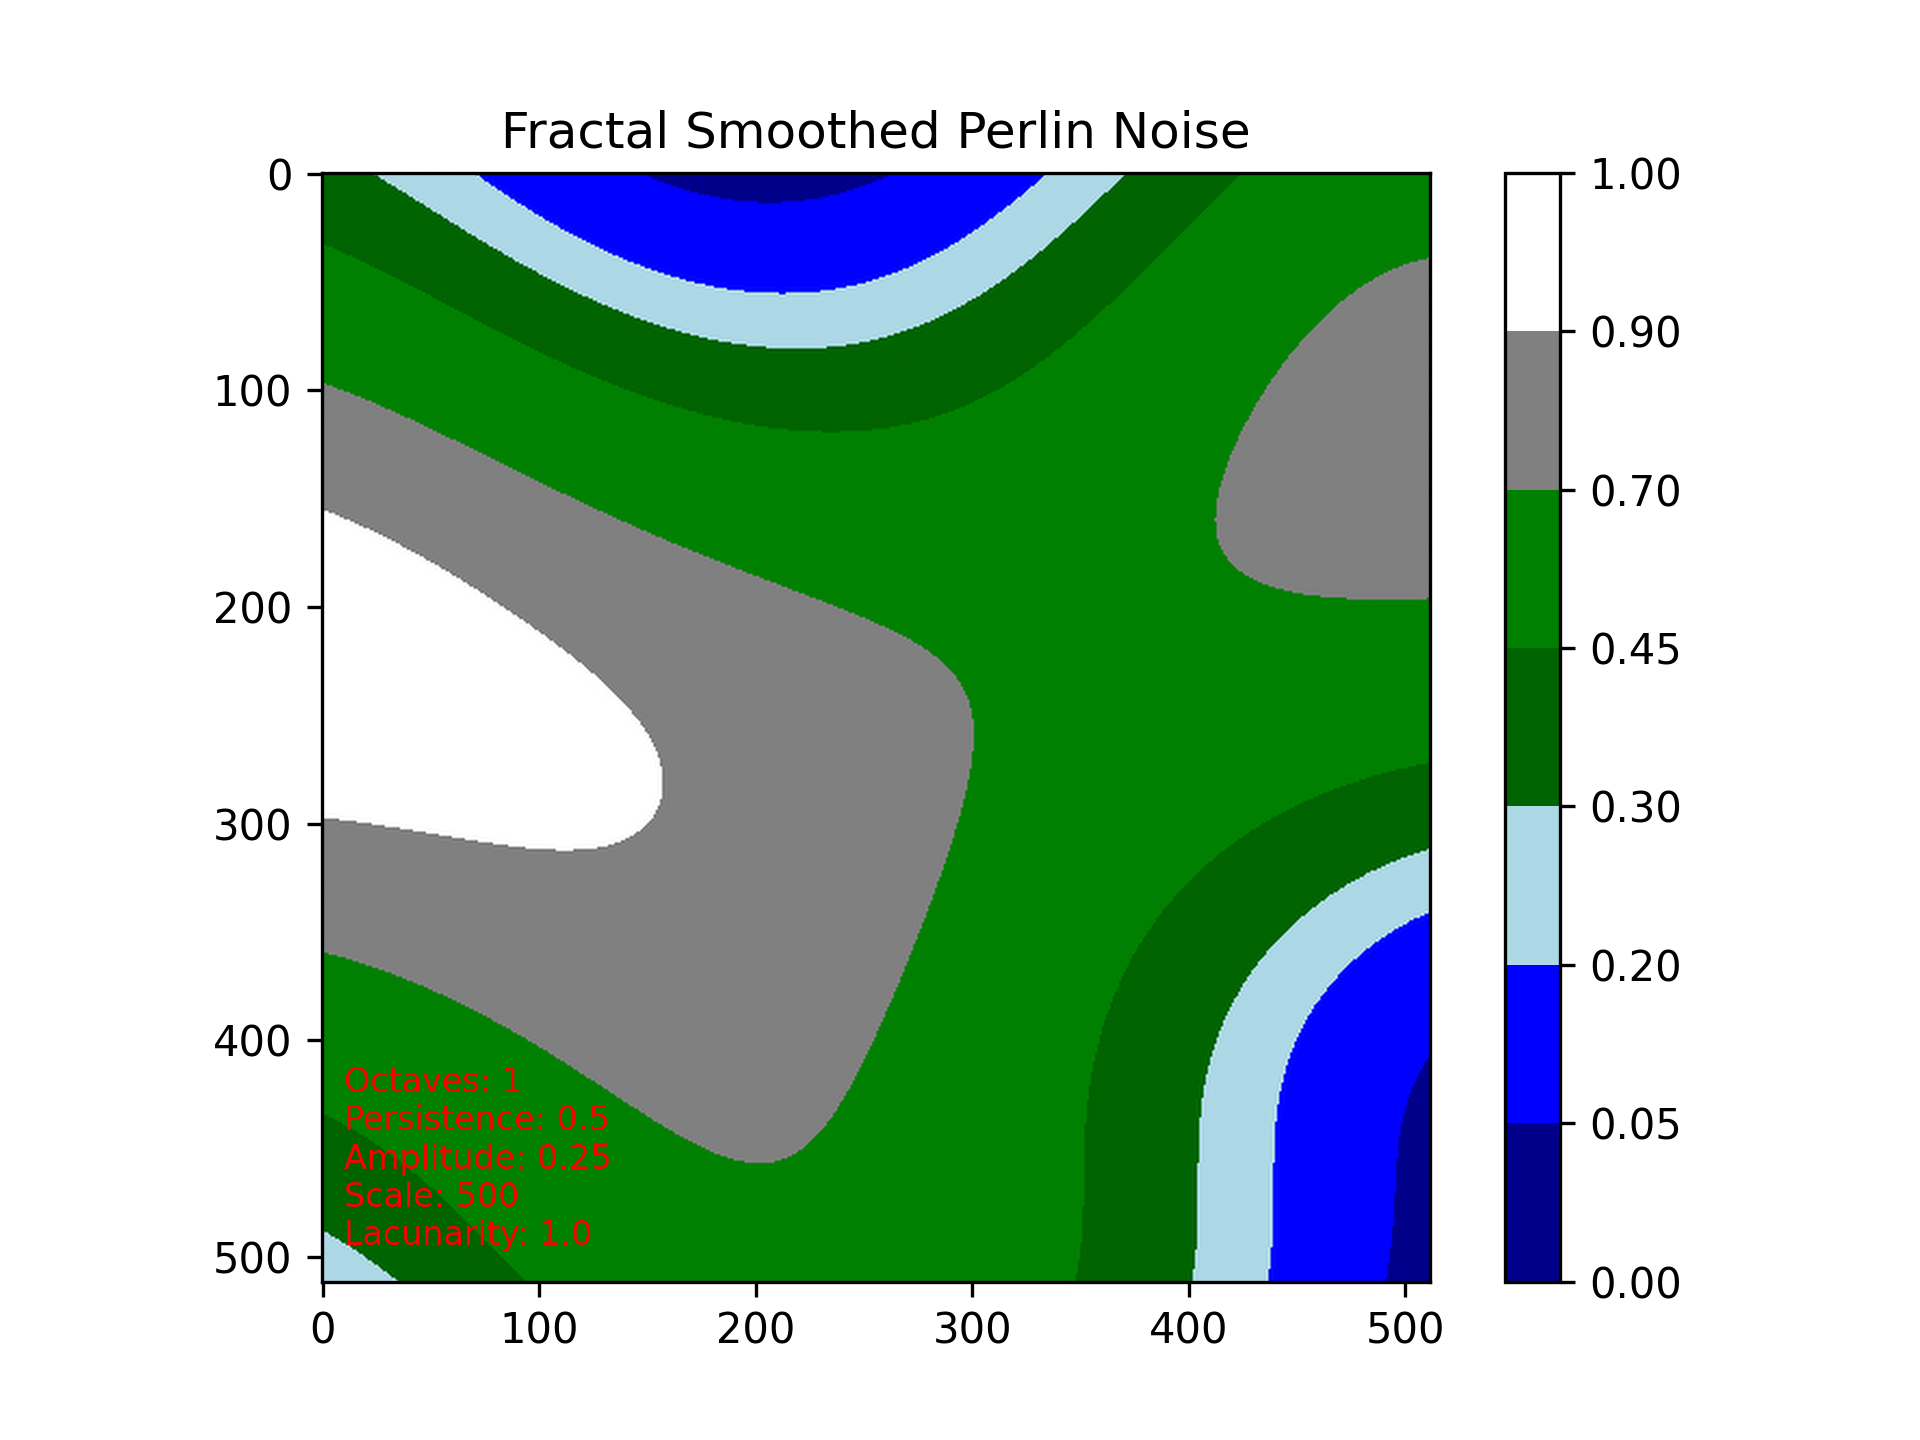 Fractal Smoothed Perlin Noise
0
100
200
300
400
500
Octaves: 1
Persistence: 0.5
Amplitude: 0.25
Scale: 500
Lacunarity: 1.0
0 100 200 300 400 500
1.00
0.90
0.70
0.45
0.30
0.20
0.05
0.00